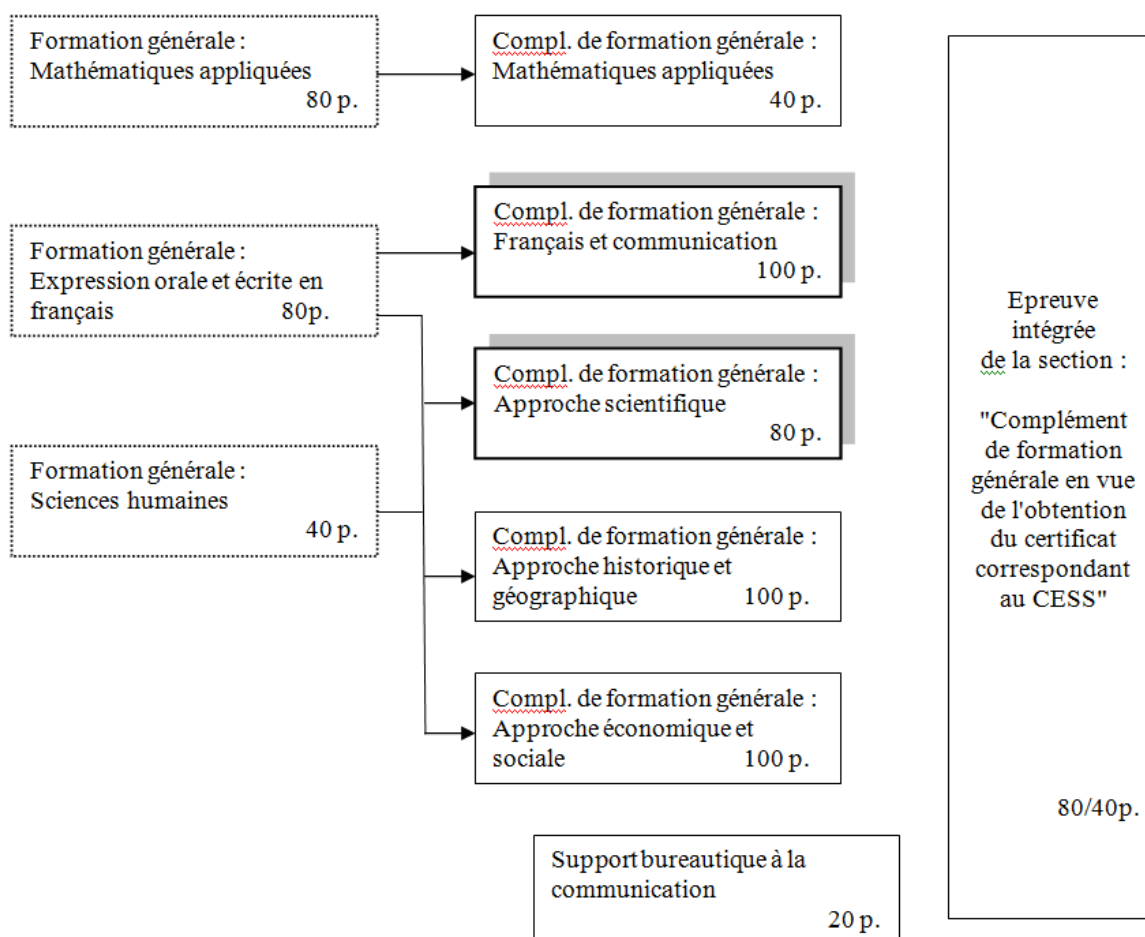 Formation générale :
Mathématiques appliquées
80 p.
Compl. de formation générale :
Mathématiques appliquées
40 p.
Formation générale :
Expression orale et écrite en
français 80p.
Compl. de formation générale :
Français et communication
100 p.
Compl. de formation générale :
Approche scientifique
80 p.
Formation générale :
Sciences humaines
40 p.
Compl. de formation générale :
Approche historique et
géographique 100 p.
Compl. de formation générale :
Approche économique et
sociale 100 p.
Support bureautique à la
communication
20 p.
Epreuve
intégrée
de la section :
"Complément
de formation
générale en vue
de l'obtention
du certificat
correspondant
au CESS"
80/40p.